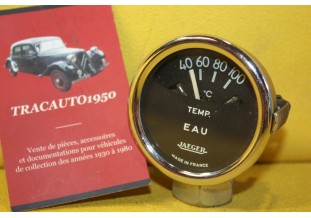 TRACAUTO1950
Vente de pièces, accessoires
et documentations pour véhicules
de collection des années 1930 à 1980
40 60 80 100
°C
TEMP.
EAU
JAEGER
MADE IN FRANCE